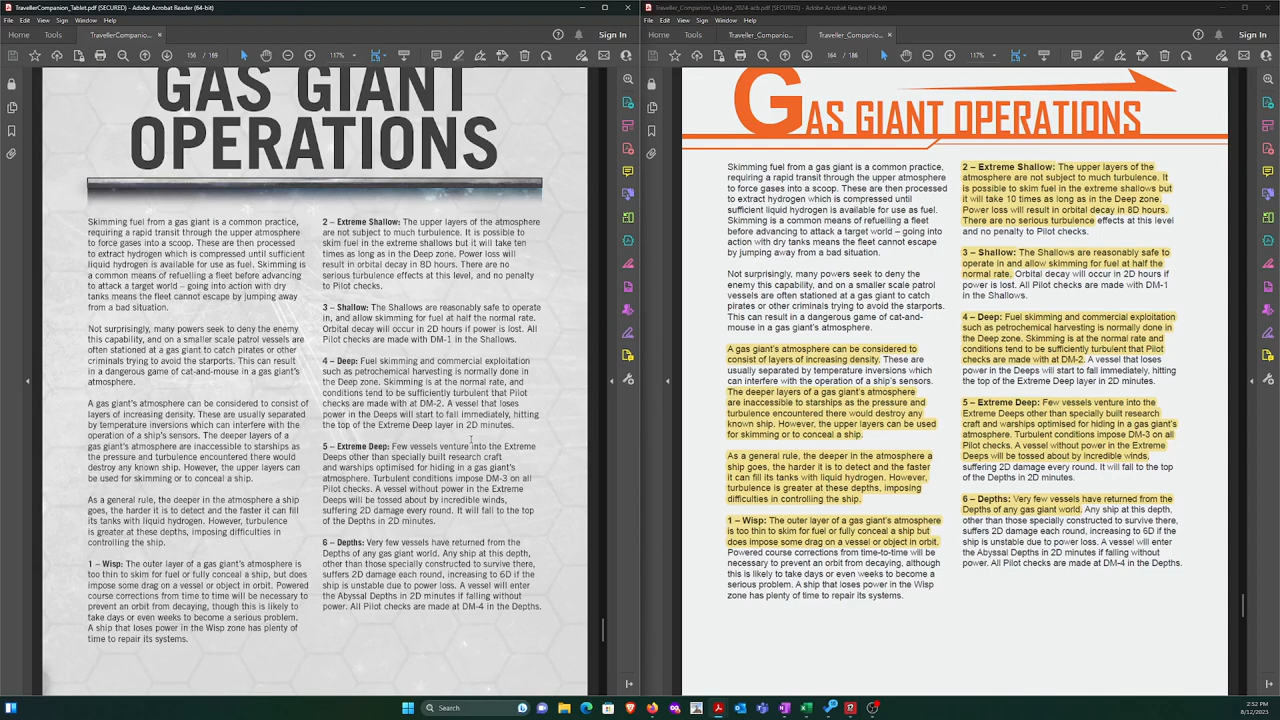 TravellerCompanion_Tablet.pdf (SECURED) - Adobe Acrobat Reader (64-bit)
File Edit View Sign Window Help
Home Tools TravellerCompanio... × Sign In
156 / 169 117%
GAS GIANT
OPERATIONS
Skimming fuel from a gas giant is a common practice,
requiring a rapid transit through the upper atmosphere
to force gases into a scoop. These are then processed
to extract hydrogen which is compressed until sufficient
liquid hydrogen is available for use as fuel. Skimming is
a common means of refuelling a fleet before advancing
to attack a target world – going into action with dry
tanks means the fleet cannot escape by jumping away
from a bad situation.
Not surprisingly, many powers seek to deny the enemy
this capability, and on a smaller scale patrol vessels are
often stationed at a gas giant to catch pirates or other
criminals trying to avoid the starports. This can result
in a dangerous game of cat-and-mouse in a gas giant's
atmosphere.
A gas giant's atmosphere can be considered to consist of
layers of increasing density. These are usually separated
by temperature inversions which can interfere with the
operation of a ship's sensors. The deeper layers of a
gas giant's atmosphere are inaccessible to starships as
the pressure and turbulence encountered there would
destroy any known ship. However, the upper layers can
be used for skimming or to conceal a ship.
As a general rule, the deeper in the atmosphere a ship
goes, the harder it is to detect and the faster it can fill
its tanks with liquid hydrogen. However, turbulence
is greater at these depths, imposing difficulties in
controlling the ship.
1 – Wisp: The outer layer of a gas giant's atmosphere is
too thin to skim for fuel or fully conceal a ship, but does
impose some drag on a vessel or object in orbit. Powered
course corrections from time to time will be necessary to
prevent an orbit from decaying, though this is likely to
take days or even weeks to become a serious problem.
A ship that loses power in the Wisp zone has plenty of
time to repair its systems.
2 – Extreme Shallow: The upper layers of the atmosphere
are not subject to much turbulence. It is possible to
skim fuel in the extreme shallows but it will take ten
times as long as in the Deep zone. Power loss will
result in orbital decay in 8D hours. There are no
serious turbulence effects at this level, and no penalty
to Pilot checks.
3 – Shallow: The Shallows are reasonably safe to operate
in, and allow skimming for fuel at half the normal rate.
Orbital decay will occur in 2D hours if power is lost. All
Pilot checks are made with DM-1 in the Shallows.
4 – Deep: Fuel skimming and commercial exploitation
such as petrochemical harvesting is normally done in
the Deep zone. Skimming is at the normal rate, and
conditions tend to be sufficiently turbulent that Pilot
checks are made with at DM-2. A vessel that loses
power in the Deeps will start to fall immediately, hitting
the top of the Extreme Deep layer in 2D minutes.
5 – Extreme Deep: Few vessels venture into the Extreme
Deeps other than specially built research craft
and warships optimised for hiding in a gas giant's
atmosphere. Turbulent conditions impose DM-3 on all
Pilot checks. A vessel without power in the Extreme
Deeps will be tossed about by incredible winds,
suffering 2D damage every round. It will fall to the top
of the Depths in 2D minutes.
6 – Depths: Very few vessels have returned from the
Depths of any gas giant world. Any ship at this depth,
other than those specially constructed to survive there,
suffers 2D damage each round, increasing to 6D if the
ship is unstable due to power loss. A vessel will enter
the Abyssal Depths in 2D minutes if falling without
power. All Pilot checks are made at DM-4 in the Depths.
Traveller_Companion_Update_2024-acb.pdf (SECURED) - Adobe Acrobat Reader (64-bit)
File Edit View Sign Window Help
Home Tools Traveller_Companio... Traveller_Companio... × Sign In
164 / 186 117%
GAS GIANT OPERATIONS
Skimming fuel from a gas giant is a common practice,
requiring a rapid transit through the upper atmosphere
to force gases into a scoop. These are then processed
to extract hydrogen which is compressed until
sufficient liquid hydrogen is available for use as fuel.
Skimming is a common means of refuelling a fleet
before advancing to attack a target world – going into
action with dry tanks means the fleet cannot escape
by jumping away from a bad situation.
Not surprisingly, many powers seek to deny the enemy
this capability, and on a smaller scale patrol
vessels are often stationed at a gas giant to catch
pirates or other criminals trying to avoid the starports.
This can result in a dangerous game of cat-and-
mouse in a gas giant's atmosphere.
A gas giant's atmosphere can be considered to
consist of layers of increasing density. These are
usually separated by temperature inversions which
can interfere with the operation of a ship's sensors.
The deeper layers of a gas giant's atmosphere
are inaccessible to starships as the pressure and
turbulence encountered there would destroy any
known ship. However, the upper layers can be used
for skimming or to conceal a ship.
As a general rule, the deeper in the atmosphere a
ship goes, the harder it is to detect and the faster
it can fill its tanks with liquid hydrogen. However,
turbulence is greater at these depths, imposing
difficulties in controlling the ship.
1 – Wisp: The outer layer of a gas giant's atmosphere
is too thin to skim for fuel or fully conceal a ship but
does impose some drag on a vessel or object in orbit.
Powered course corrections from time-to-time will be
necessary to prevent an orbit from decaying, although
this is likely to take days or even weeks to become a
serious problem. A ship that loses power in the Wisp
zone has plenty of time to repair its systems.
2 – Extreme Shallow: The upper layers of the
atmosphere are not subject to much turbulence. It
is possible to skim fuel in the extreme shallows but
it will take 10 times as long as in the Deep zone.
Power loss will result in orbital decay in 8D hours.
There are no serious turbulence effects at this level
and no penalty to Pilot checks.
3 – Shallow: The Shallows are reasonably safe to
operate in and allow skimming for fuel at half the
normal rate. Orbital decay will occur in 2D hours if
power is lost. All Pilot checks are made with DM-1
in the Shallows.
4 – Deep: Fuel skimming and commercial exploitation
such as petrochemical harvesting is normally done in
the Deep zone. Skimming is at the normal rate and
conditions tend to be sufficiently turbulent that Pilot
checks are made with at DM-2. A vessel that loses
power in the Deeps will start to fall immediately, hitting
the top of the Extreme Deep layer in 2D minutes.
5 – Extreme Deep: Few vessels venture into the
Extreme Deeps other than specially built research
craft and warships optimised for hiding in a gas giant's
atmosphere. Turbulent conditions impose DM-3 on all
Pilot checks. A vessel without power in the Extreme
Deeps will be tossed about by incredible winds,
suffering 2D damage every round. It will fall to the top
of the Depths in 2D minutes.
6 – Depths: Very few vessels have returned from the
Depths of any gas giant world. Any ship at this depth,
other than those specially constructed to survive there,
suffers 2D damage each round, increasing to 6D if the
ship is unstable due to power loss. A vessel will enter
the Abyssal Depths in 2D minutes if falling without
power. All Pilot checks are made with DM-4 in the Depths.
Search
2:32 PM
8/12/2023